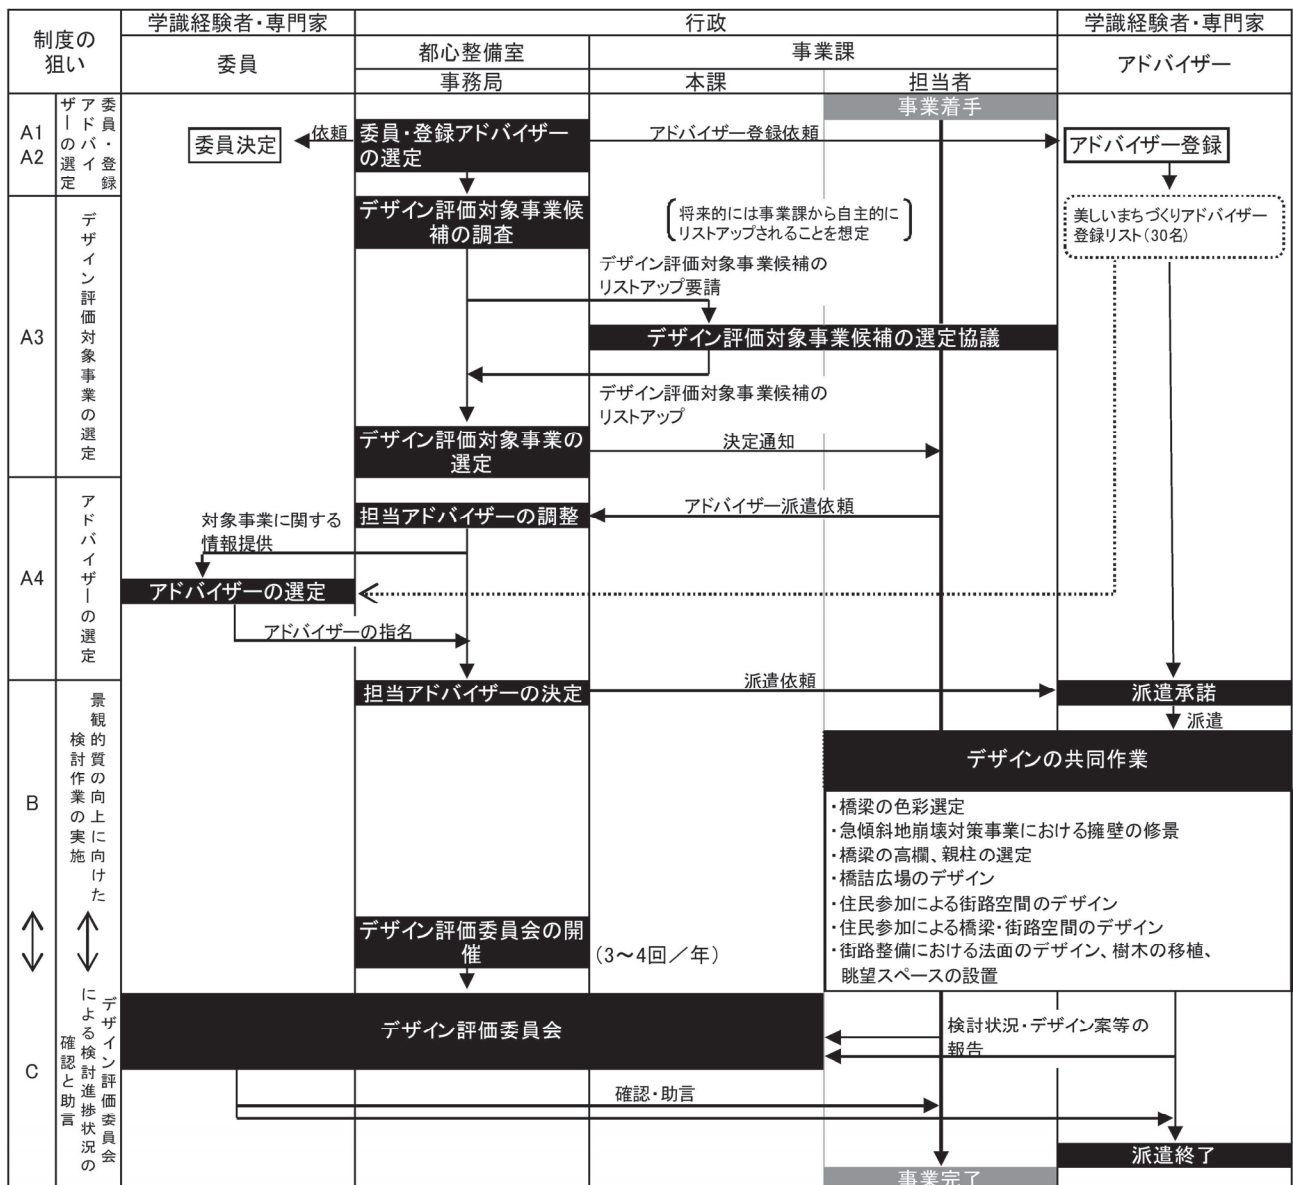 制度の
狙い
学識経験者・専門家
行政
学識経験者・専門家
委員
都心整備室
事業課
アドバイザー
事務局
本課
担当者
事業着手
A1
A2
委員・登録
アドバイ
ザーの選定
委員決定
依頼
委員・登録アドバイザー
の選定
アドバイザー登録依頼
アドバイザー登録
A3
デザイン評価対象事業の選定
デザイン評価対象事業候
補の調査
将来的には事業課から自主的に
リストアップされることを想定
美しいまちづくりアドバイザー
登録リスト(30名)
デザイン評価対象事業候補の
リストアップ要請
デザイン評価対象事業候補の選定協議
デザイン評価対象事業候補の
リストアップ
デザイン評価対象事業の
選定
決定通知
A4
アドバイザーの選定
担当アドバイザーの調整
アドバイザー派遣依頼
対象事業に関する
情報提供
アドバイザーの選定
アドバイザーの指名
担当アドバイザーの決定
派遣依頼
派遣承諾
派遣
B
景観的質の向上に向けた
検討作業の実施
デザインの共同作業
・橋梁の色彩選定
・急傾斜地崩壊対策事業における擁壁の修景
・橋梁の高欄、親柱の選定
・橋詰広場のデザイン
・住民参加による街路空間のデザイン
・住民参加による橋梁・街路空間のデザイン
・街路整備における法面のデザイン、樹木の移植、
眺望スペースの設置
デザイン評価委員会の開
催
(3〜4回/年)
C
デザイン評価委員会
による検討進捗状況の
確認と助言
デザイン評価委員会
検討状況・デザイン案等の
報告
確認・助言
派遣終了
事業完了